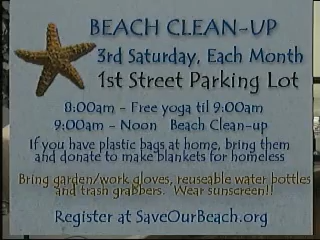 BEACH CLEAN-UP
3rd Saturday, Each Month
1st Street Parking Lot
8:00am - Free yoga til 9:00am
9:00am - Noon Beach Clean-up
If you have plastic bags at home, bring them
and donate to make blankets for homeless
Bring garden/work gloves, reuseable water bottles
and trash grabbers. Wear sunscreen!!
Register at SaveOurBeach.org